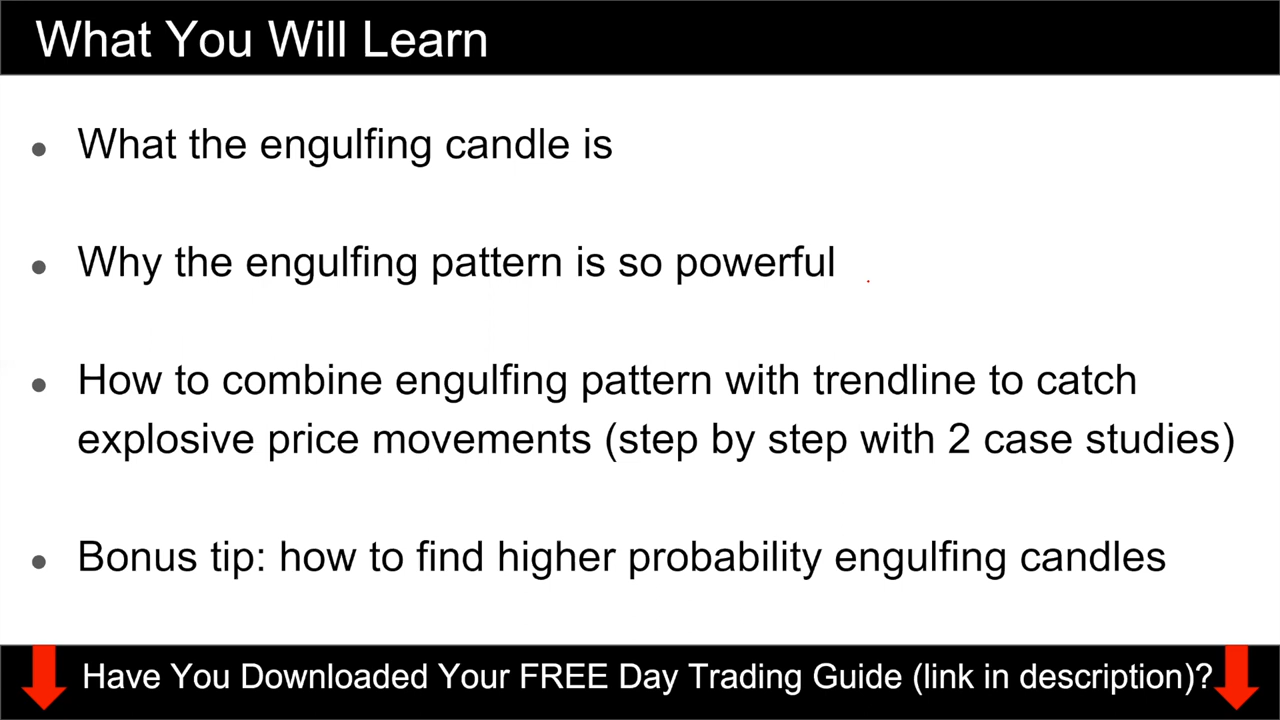 What You Will Learn
• What the engulfing candle is
• Why the engulfing pattern is so powerful
• How to combine engulfing pattern with trendline to catch
explosive price movements (step by step with 2 case studies)
• Bonus tip: how to find higher probability engulfing candles
Have You Downloaded Your FREE Day Trading Guide (link in description)?